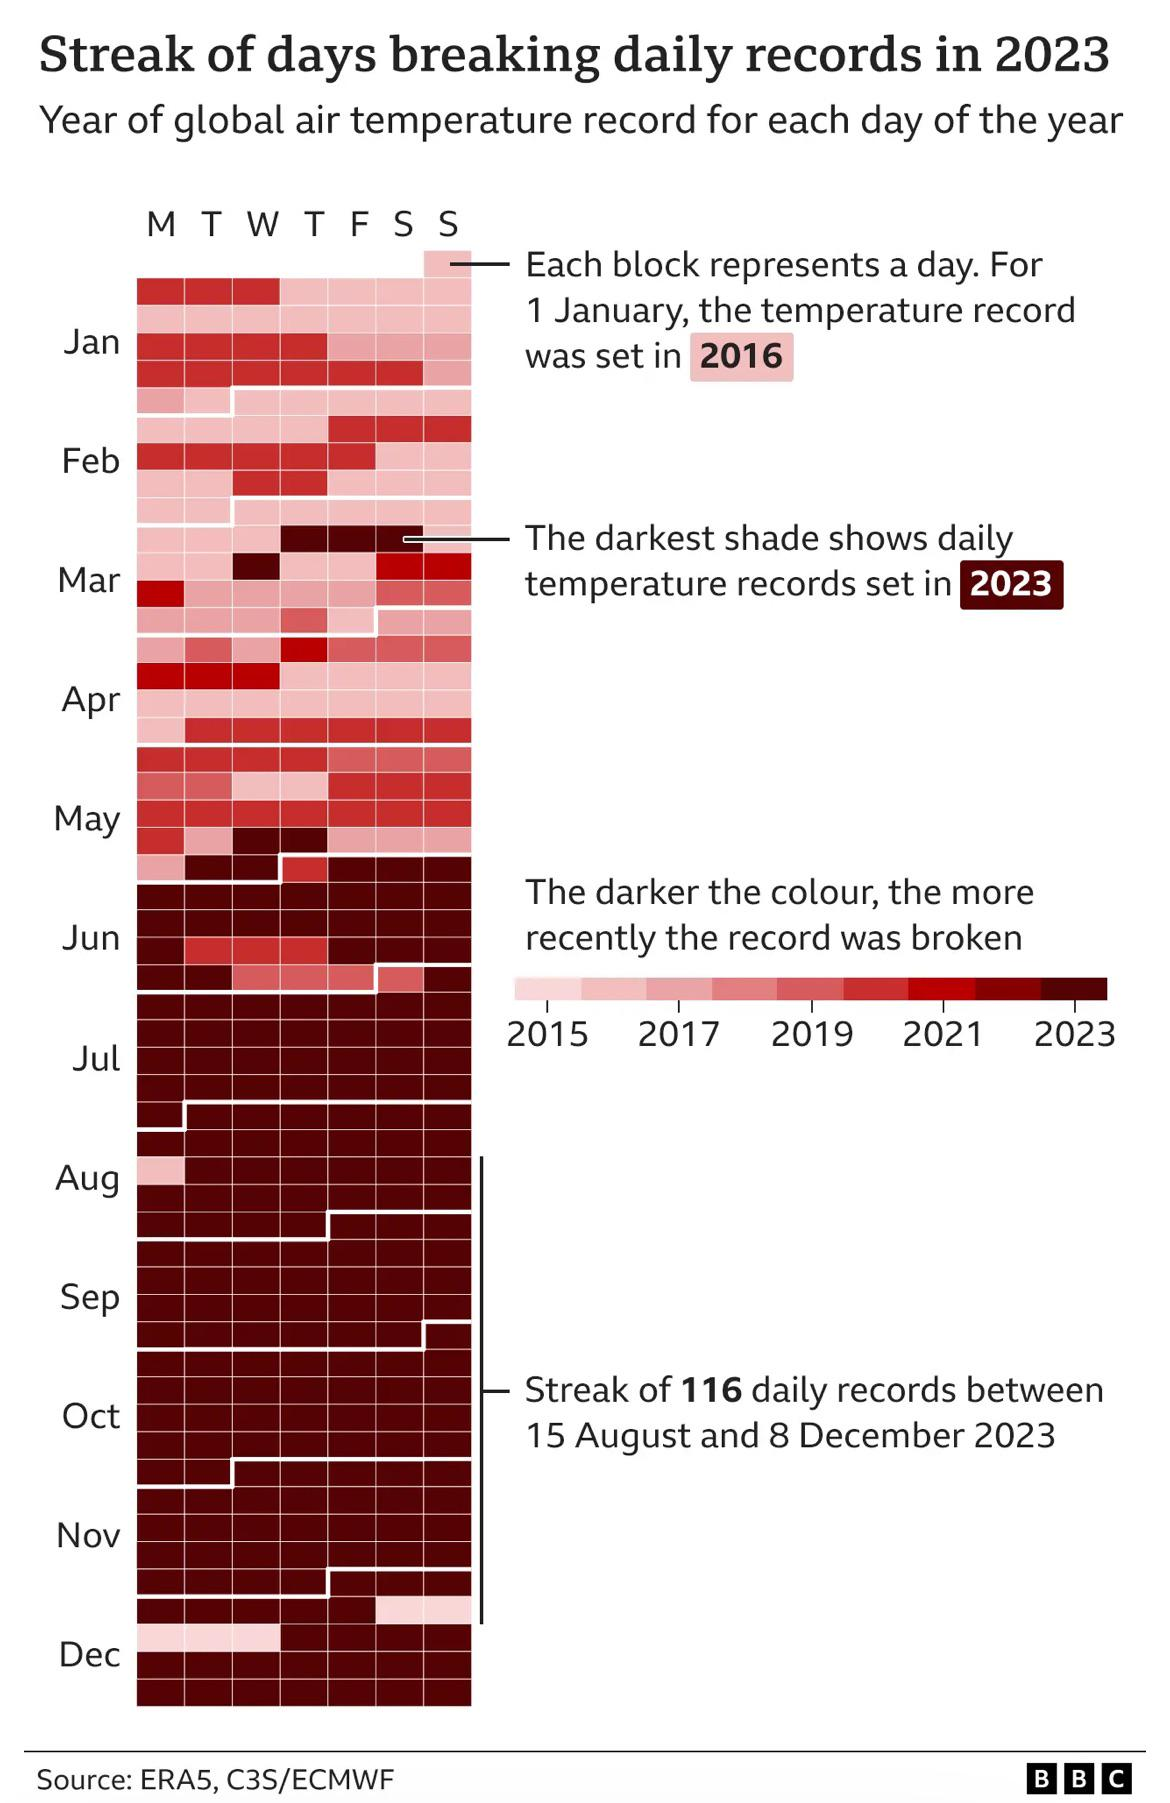 Streak of days breaking daily records in 2023
Year of global air temperature record for each day of the year
M T W T F S S
Each block represents a day. For
1 January, the temperature record
was set in 2016
Jan
Feb
The darkest shade shows daily
temperature records set in 2023
Mar
Apr
May
The darker the colour, the more
recently the record was broken
Jun
2015 2017 2019 2021 2023
Jul
Aug
Sep
Streak of 116 daily records between
15 August and 8 December 2023
Oct
Nov
Dec
Source: ERA5, C3S/ECMWF
BBC